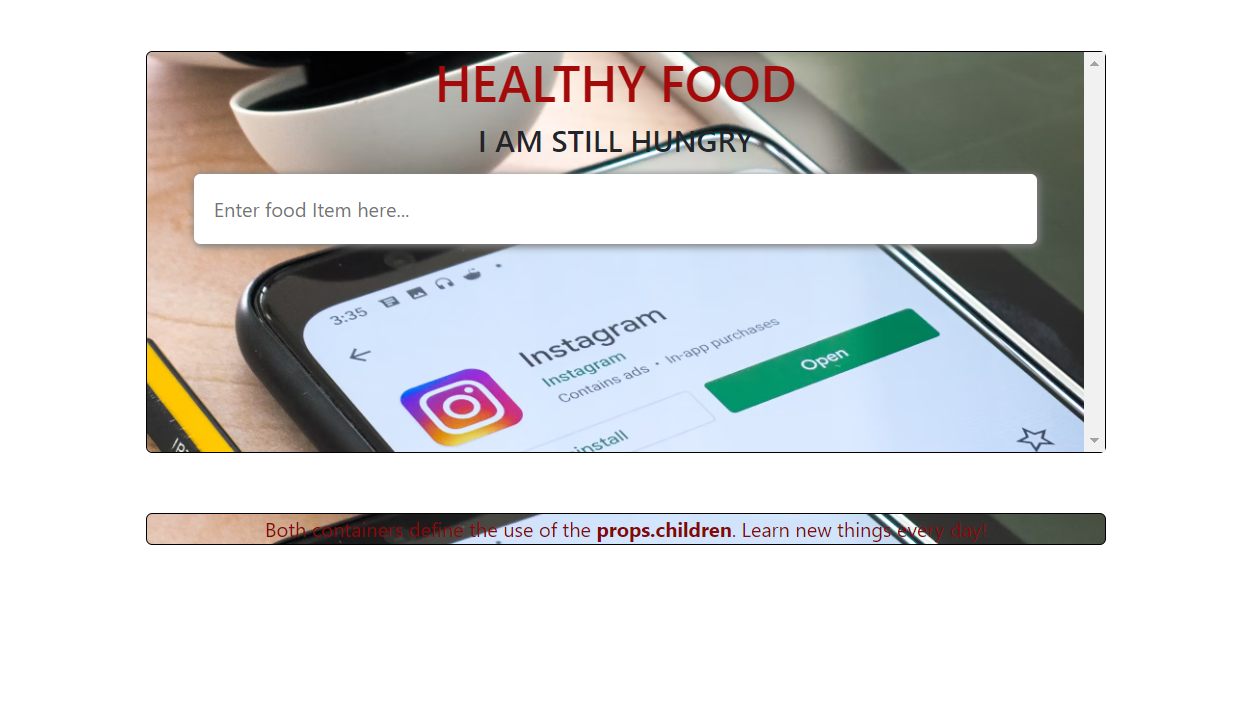 HEALTHY FOOD
I AM STILL HUNGRY
Enter food Item here...
3:35
Instagram
Instagram
Contains ads • In-app purchases
Open
Both containers define the use of the props.children. Learn new things every day!